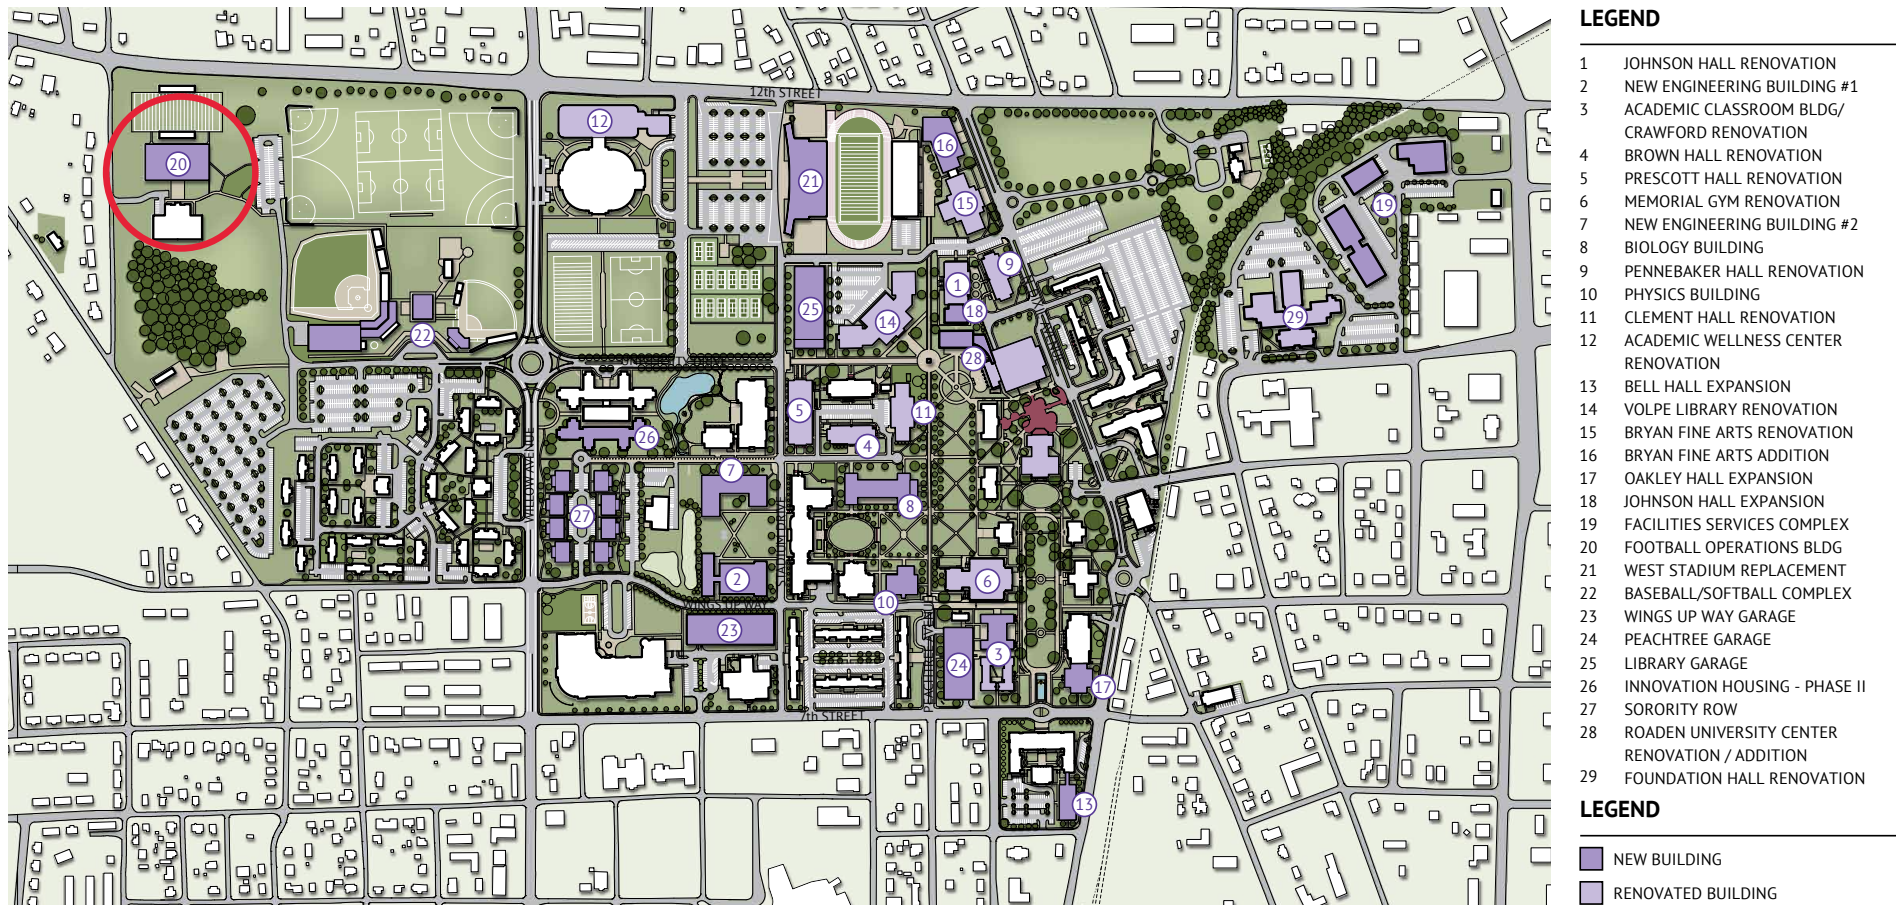 LEGEND
1 JOHNSON HALL RENOVATION
2 NEW ENGINEERING BUILDING #1
3 ACADEMIC CLASSROOM BLDG/
CRAWFORD RENOVATION
4 BROWN HALL RENOVATION
5 PRESCOTT HALL RENOVATION
6 MEMORIAL GYM RENOVATION
7 NEW ENGINEERING BUILDING #2
8 BIOLOGY BUILDING
9 PENNEBAKER HALL RENOVATION
10 PHYSICS BUILDING
11 CLEMENT HALL RENOVATION
12 ACADEMIC WELLNESS CENTER
RENOVATION
13 BELL HALL EXPANSION
14 VOLPE LIBRARY RENOVATION
15 BRYAN FINE ARTS RENOVATION
16 BRYAN FINE ARTS ADDITION
17 OAKLEY HALL EXPANSION
18 JOHNSON HALL EXPANSION
19 FACILITIES SERVICES COMPLEX
20 FOOTBALL OPERATIONS BLDG
21 WEST STADIUM REPLACEMENT
22 BASEBALL/SOFTBALL COMPLEX
23 WINGS UP WAY GARAGE
24 PEACHTREE GARAGE
25 LIBRARY GARAGE
26 INNOVATION HOUSING - PHASE II
27 SORORITY ROW
28 ROADEN UNIVERSITY CENTER
RENOVATION / ADDITION
29 FOUNDATION HALL RENOVATION
LEGEND
NEW BUILDING
RENOVATED BUILDING
12th STREET
12
16
20
21
15
19
9
1
25
18
29
14
22
28
5
11
26
4
7
WILLOW AVENUE
8
27
STADIUM DRIVE
2
6
10
WINGS UP WAY
23
3
24
17
7th STREET
13